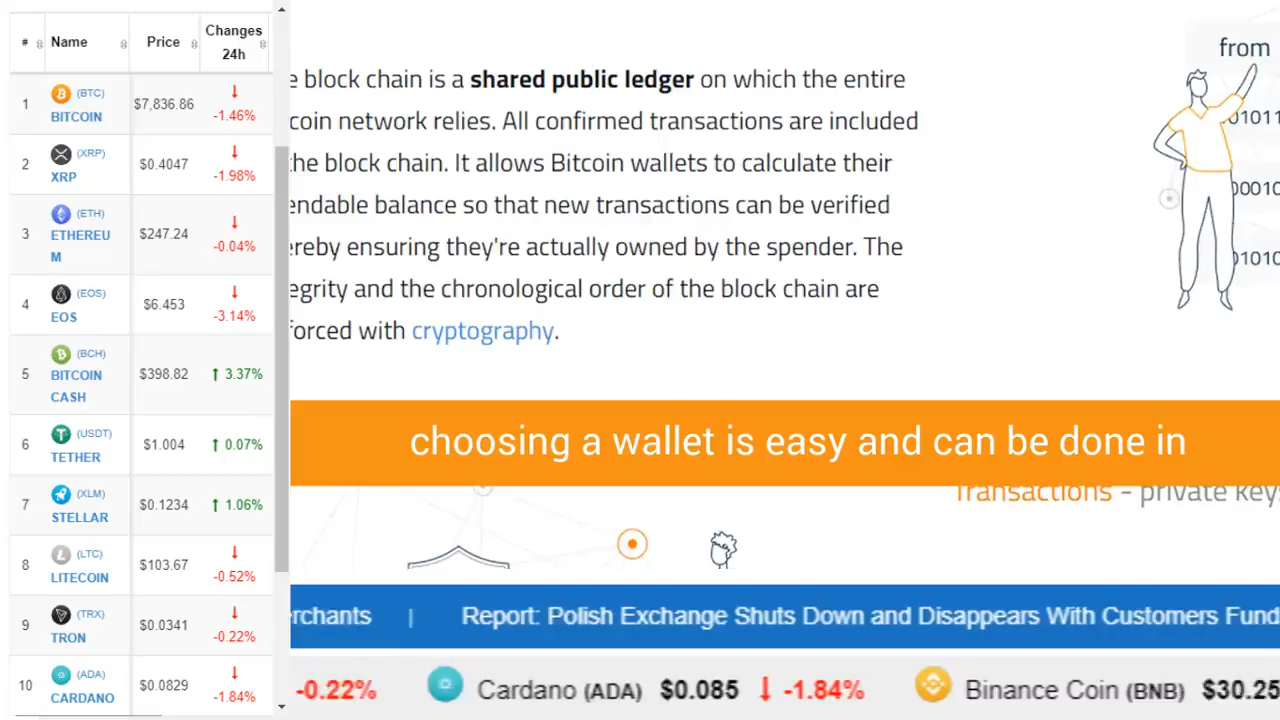 #
Name
Price
Changes
24h
1
(BTC)
BITCOIN
$7,836.86
-1.46%
2
(XRP)
XRP
$0.4047
-1.98%
3
(ETH)
ETHEREU
M
$247.24
-0.04%
4
(EOS)
EOS
$6.453
-3.14%
5
(BCH)
BITCOIN
CASH
$398.82
3.37%
6
(USDT)
TETHER
$1.004
0.07%
7
(XLM)
STELLAR
$0.1234
1.06%
8
(LTC)
LITECOIN
$103.67
-0.52%
9
(TRX)
TRON
$0.0341
-0.22%
10
(ADA)
CARDANO
$0.0829
-1.84%
e block chain is a shared public ledger on which the entire
coin network relies. All confirmed transactions are included
the block chain. It allows Bitcoin wallets to calculate their
endable balance so that new transactions can be verified
ereby ensuring they're actually owned by the spender. The
egrity and the chronological order of the block chain are
forced with cryptography.
from
01011
00010
01010
choosing a wallet is easy and can be done in
Transactions - private keys
erchants | Report: Polish Exchange Shuts Down and Disappears With Customers Fund
-0.22% Cardano (ADA) $0.085 -1.84% Binance Coin (BNB) $30.25